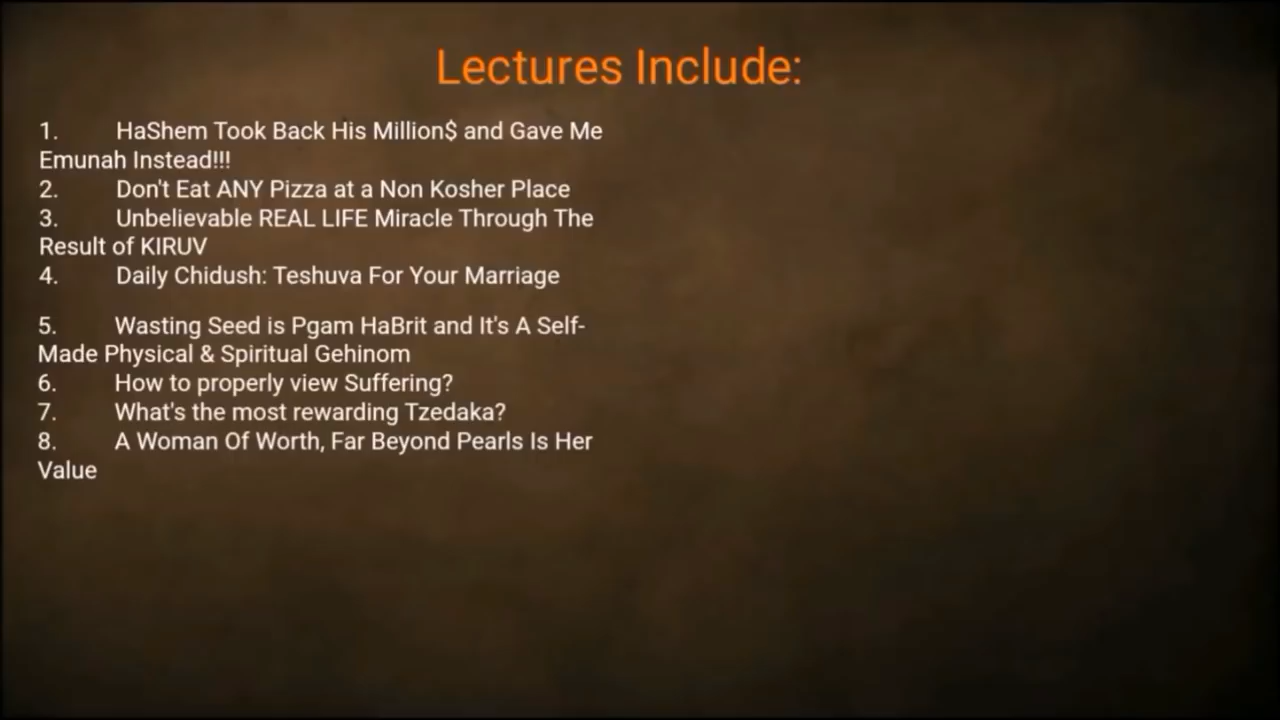 Lectures Include:
1. HaShem Took Back His Million$ and Gave Me
Emunah Instead!!!
2. Don't Eat ANY Pizza at a Non Kosher Place
3. Unbelievable REAL LIFE Miracle Through The
Result of KIRUV
4. Daily Chidush: Teshuva For Your Marriage
5. Wasting Seed is Pgam HaBrit and It's A Self-
Made Physical & Spiritual Gehinom
6. How to properly view Suffering?
7. What's the most rewarding Tzedaka?
8. A Woman Of Worth, Far Beyond Pearls Is Her
Value